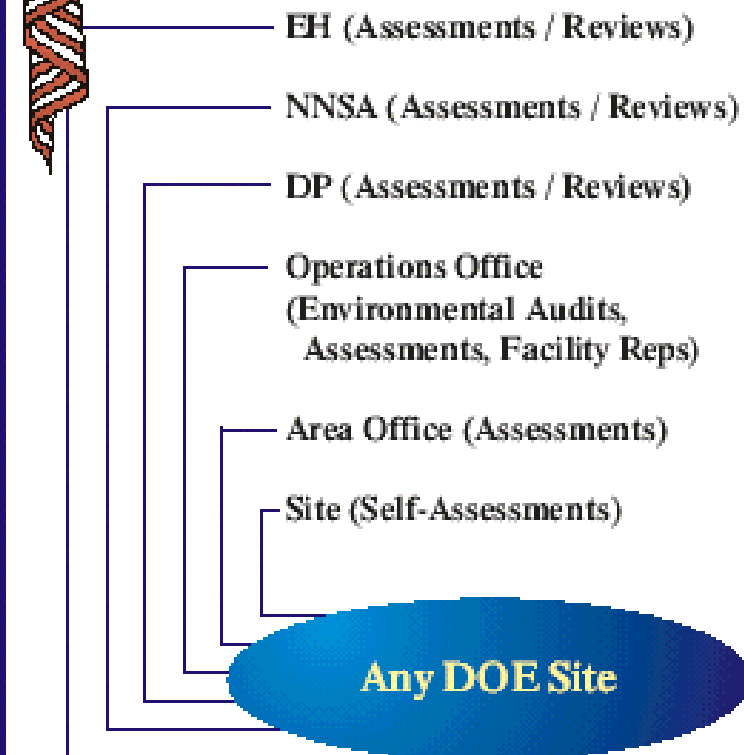 EH (Assessments / Reviews)
NNSA (Assessments / Reviews)
DP (Assessments / Reviews)
Operations Office
(Environmental Audits,
Assessments, Facility Reps)
Area Office (Assessments)
Site (Self-Assessments)
Any DOE Site